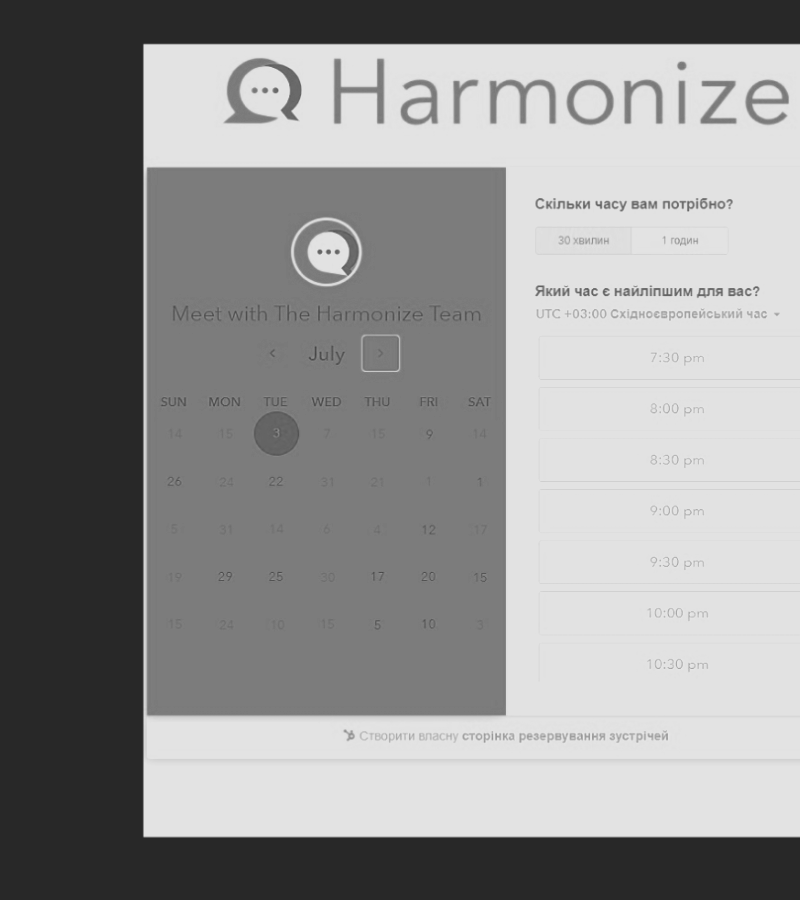 Harmonize
Meet with The Harmonize Team
July
SUN MON TUE WED THU FRI SAT
14 15 3 7 15 9 14
26 24 22 31 21 1 1
5 31 14 6 4 12 17
19 29 25 30 17 20 15
15 24 10 15 5 10 3
Скільки часу вам потрібно?
30 хвилин 1 годин
Який час є найліпшим для вас?
UTC +03:00 Східноєвропейський час
7:30 pm
8:00 pm
8:30 pm
9:00 pm
9:30 pm
10:00 pm
10:30 pm
Створити власну сторінка резервування зустрічей